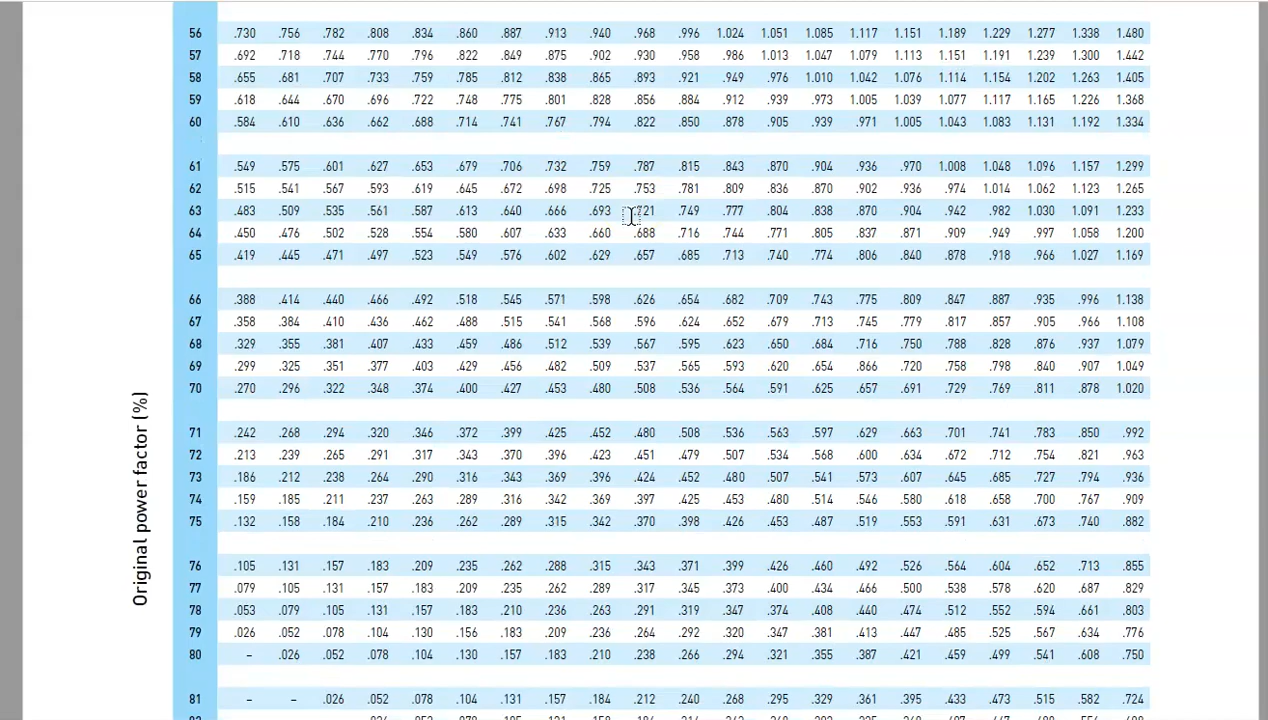 56 .730 .756 .782 .808 .834 .860 .887 .913 .940 .968 .996 1.024 1.051 1.085 1.117 1.151 1.189 1.229 1.277 1.338 1.480
57 .692 .718 .744 .770 .796 .822 .849 .875 .902 .930 .958 .986 1.013 1.047 1.079 1.113 1.151 1.191 1.239 1.300 1.442
58 .655 .681 .707 .733 .759 .785 .812 .838 .865 .893 .921 .949 .976 1.010 1.042 1.076 1.114 1.154 1.202 1.263 1.405
59 .618 .644 .670 .696 .722 .748 .775 .801 .828 .856 .884 .912 .939 .973 1.005 1.039 1.077 1.117 1.165 1.226 1.368
60 .584 .610 .636 .662 .688 .714 .741 .767 .794 .822 .850 .878 .905 .939 .971 1.005 1.043 1.083 1.131 1.192 1.334
61 .549 .575 .601 .627 .653 .679 .706 .732 .759 .787 .815 .843 .870 .904 .936 .970 1.008 1.048 1.096 1.157 1.299
62 .515 .541 .567 .593 .619 .645 .672 .698 .725 .753 .781 .809 .836 .870 .902 .936 .974 1.014 1.062 1.123 1.265
63 .483 .509 .535 .561 .587 .613 .640 .666 .693 .721 .749 .777 .804 .838 .870 .904 .942 .982 1.030 1.091 1.233
64 .450 .476 .502 .528 .554 .580 .607 .633 .660 .688 .716 .744 .771 .805 .837 .871 .909 .949 .997 1.058 1.200
65 .419 .445 .471 .497 .523 .549 .576 .602 .629 .657 .685 .713 .740 .774 .806 .840 .878 .918 .966 1.027 1.169
66 .388 .414 .440 .466 .492 .518 .545 .571 .598 .626 .654 .682 .709 .743 .775 .809 .847 .887 .935 .996 1.138
67 .358 .384 .410 .436 .462 .488 .515 .541 .568 .596 .624 .652 .679 .713 .745 .779 .817 .857 .905 .966 1.108
68 .329 .355 .381 .407 .433 .459 .486 .512 .539 .567 .595 .623 .650 .684 .716 .750 .788 .828 .876 .937 1.079
69 .299 .325 .351 .377 .403 .429 .456 .482 .509 .537 .565 .593 .620 .654 .866 .720 .758 .798 .840 .907 1.049
70 .270 .296 .322 .348 .374 .400 .427 .453 .480 .508 .536 .564 .591 .625 .657 .691 .729 .769 .811 .878 1.020
71 .242 .268 .294 .320 .346 .372 .399 .425 .452 .480 .508 .536 .563 .597 .629 .663 .701 .741 .783 .850 .992
72 .213 .239 .265 .291 .317 .343 .370 .396 .423 .451 .479 .507 .534 .568 .600 .634 .672 .712 .754 .821 .963
73 .186 .212 .238 .264 .290 .316 .343 .369 .396 .424 .452 .480 .507 .541 .573 .607 .645 .685 .727 .794 .936
74 .159 .185 .211 .237 .263 .289 .316 .342 .369 .397 .425 .453 .480 .514 .546 .580 .618 .658 .700 .767 .909
75 .132 .158 .184 .210 .236 .262 .289 .315 .342 .370 .398 .426 .453 .487 .519 .553 .591 .631 .673 .740 .882
Original power factor (%)
76 .105 .131 .157 .183 .209 .235 .262 .288 .315 .343 .371 .399 .426 .460 .492 .526 .564 .604 .652 .713 .855
77 .079 .105 .131 .157 .183 .209 .235 .262 .289 .317 .345 .373 .400 .434 .466 .500 .538 .578 .620 .687 .829
78 .053 .079 .105 .131 .157 .183 .210 .236 .263 .291 .319 .347 .374 .408 .440 .474 .512 .552 .594 .661 .803
79 .026 .052 .078 .104 .130 .156 .183 .209 .236 .264 .292 .320 .347 .381 .413 .447 .485 .525 .567 .634 .776
80 – .026 .052 .078 .104 .130 .157 .183 .210 .238 .266 .294 .321 .355 .387 .421 .459 .499 .541 .608 .750
81 – – .026 .052 .078 .104 .131 .157 .184 .212 .240 .268 .295 .329 .361 .395 .433 .473 .515 .582 .724